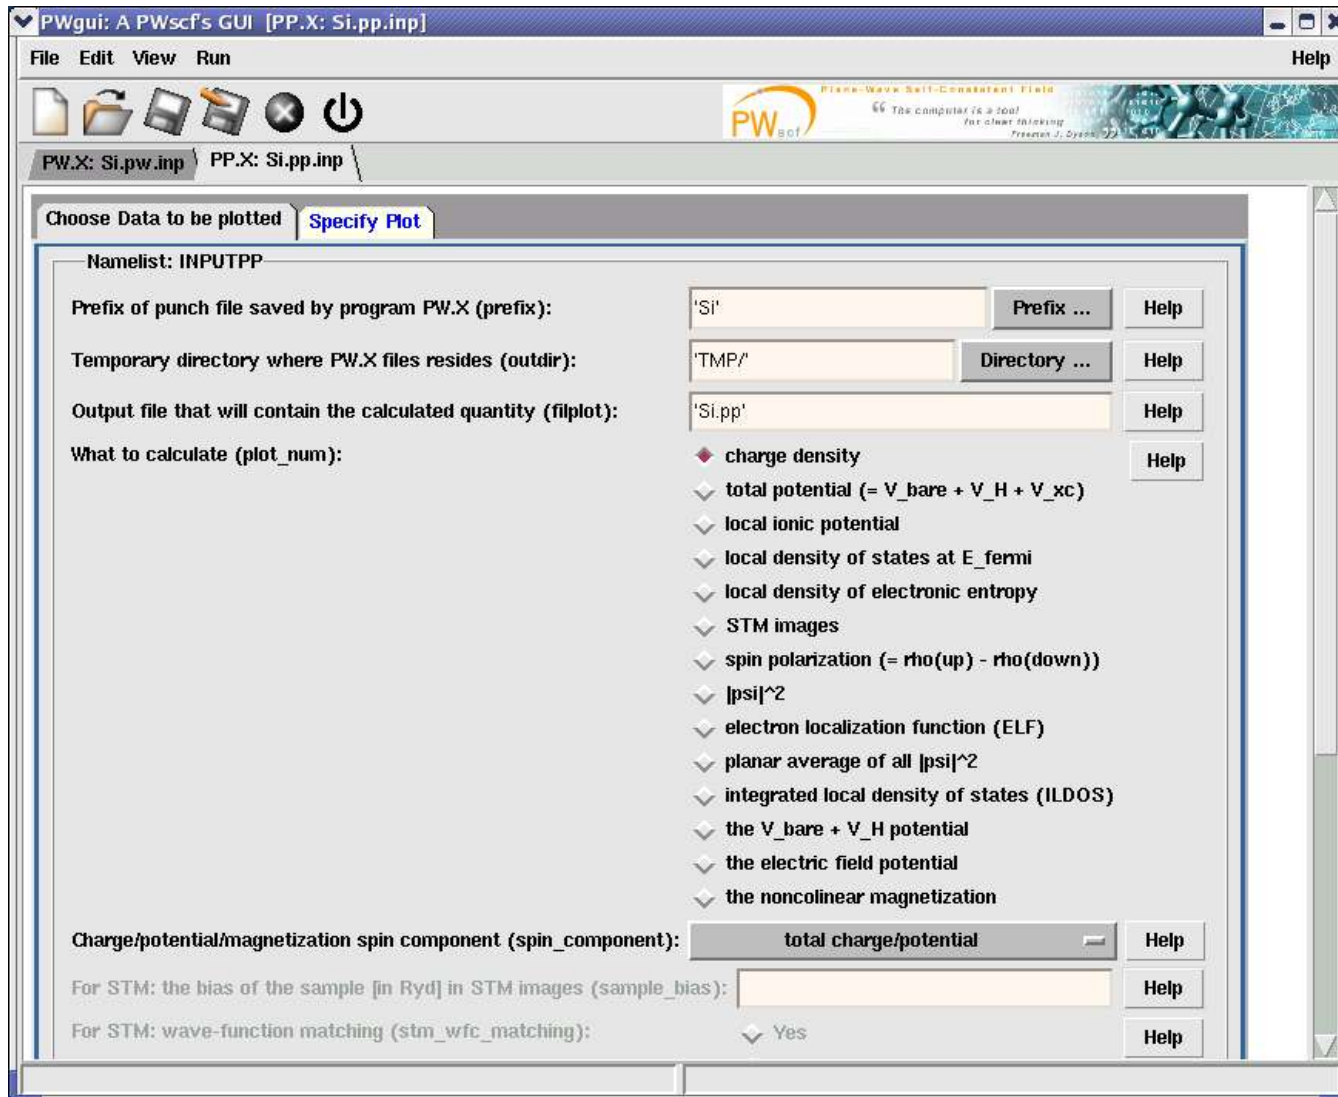 PWgui: A PWscf's GUI [PP.X: Si.pp.inp]
File Edit View Run Help
Plane-Wave Self-Consistent Field
PWscf
“ The computer is a tool
for clear thinking
Freeman J. Dyson ”
PW.X: Si.pw.inp PP.X: Si.pp.inp
Choose Data to be plotted Specify Plot
Namelist: INPUTPP
Prefix of punch file saved by program PW.X (prefix): 'Si' Prefix ... Help
Temporary directory where PW.X files resides (outdir): 'TMP/' Directory ... Help
Output file that will contain the calculated quantity (filplot): 'Si.pp' Help
What to calculate (plot_num): charge density Help
total potential (= V_bare + V_H + V_xc)
local ionic potential
local density of states at E_fermi
local density of electronic entropy
STM images
spin polarization (= rho(up) - rho(down))
|psi|^2
electron localization function (ELF)
planar average of all |psi|^2
integrated local density of states (ILDOS)
the V_bare + V_H potential
the electric field potential
the noncolinear magnetization
Charge/potential/magnetization spin component (spin_component): total charge/potential Help
For STM: the bias of the sample [in Ryd] in STM images (sample_bias): Help
For STM: wave-function matching (stm_wfc_matching): Yes Help